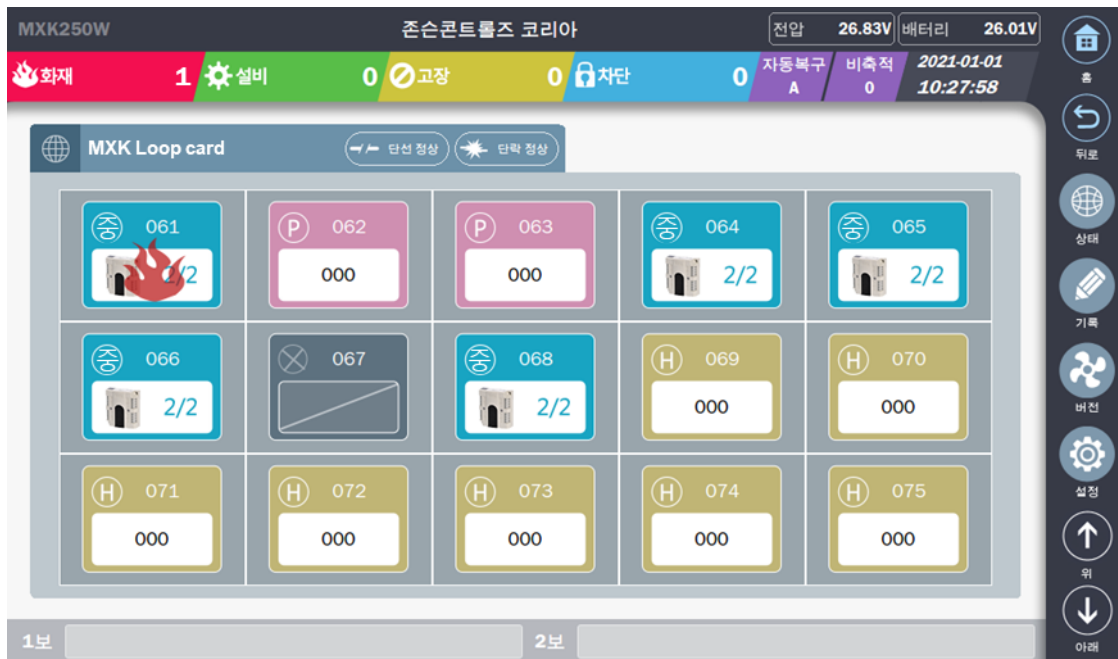 MXK250W 존슨콘트롤즈 코리아 전압 26.83V 배터리 26.01V
화재 1 설비 0 고장 0 차단 0 자동복구 A 비축적 0 2021-01-01 10:27:58
MXK Loop card 단선 정상 단락 정상
중 061 P 062 P 063 중 064 중 065
2/2 000 000 2/2 2/2
중 066 067 중 068 H 069 H 070
2/2 2/2 000 000
H 071 H 072 H 073 H 074 H 075
000 000 000 000 000
1보 2보
홈
뒤로
상태
기록
버전
설정
위
아래